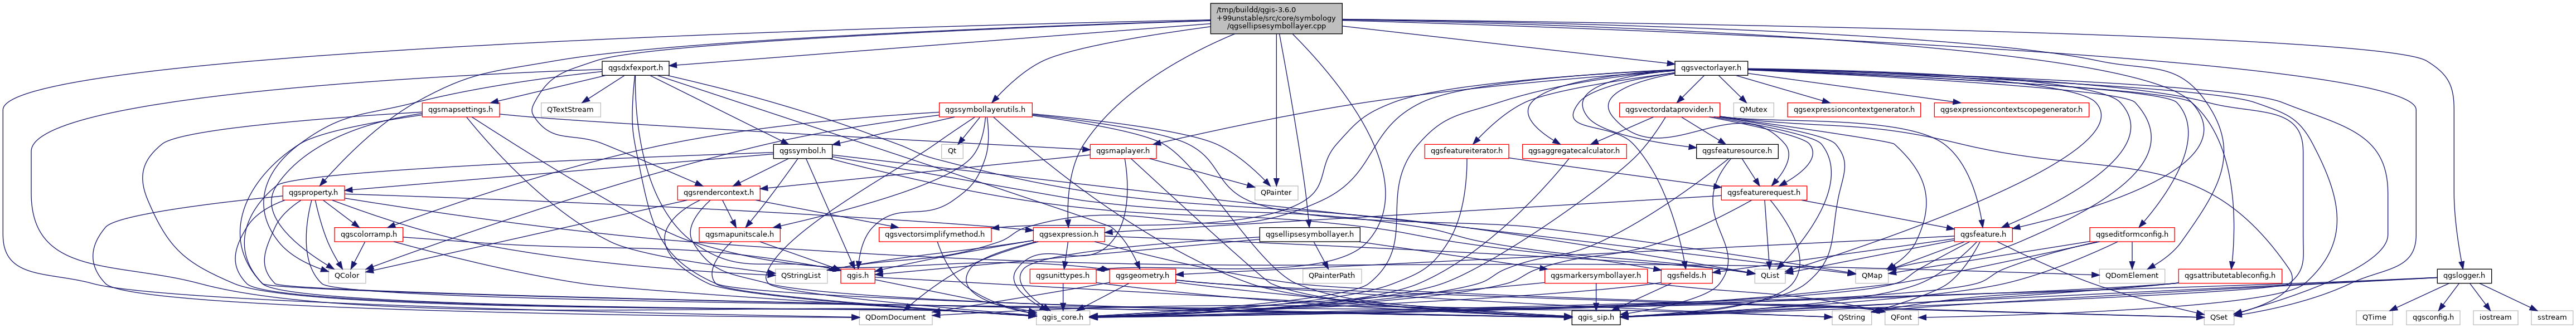 /tmp/buildd/qgis-3.6.0
+99unstable/src/core/symbology
/qgsellipsesymbollayer.cpp
qgsdxfexport.h
qgsvectorlayer.h
qgsmapsettings.h
QTextStream
qgssymbollayerutils.h
qgsvectordataprovider.h
QMutex
qgsexpressioncontextgenerator.h
qgsexpressioncontextscopegenerator.h
qgssymbol.h
Qt
qgsmaplayer.h
qgsfeatureiterator.h
qgsaggregatecalculator.h
qgsfeaturesource.h
qgsproperty.h
qgsrendercontext.h
QPainter
qgsfeaturerequest.h
qgscolorramp.h
qgsmapunitscale.h
qgsvectorsimplifymethod.h
qgsexpression.h
qgsellipsesymbollayer.h
qgsfeature.h
qgseditformconfig.h
QColor
QStringList
qgis.h
qgsunittypes.h
qgsgeometry.h
QPainterPath
qgsmarkersymbollayer.h
qgsfields.h
QList
QMap
QDomElement
qgsattributetableconfig.h
qgslogger.h
QDomDocument
qgis_core.h
qgis_sip.h
QString
QFont
QSet
QTime
qgsconfig.h
iostream
sstream